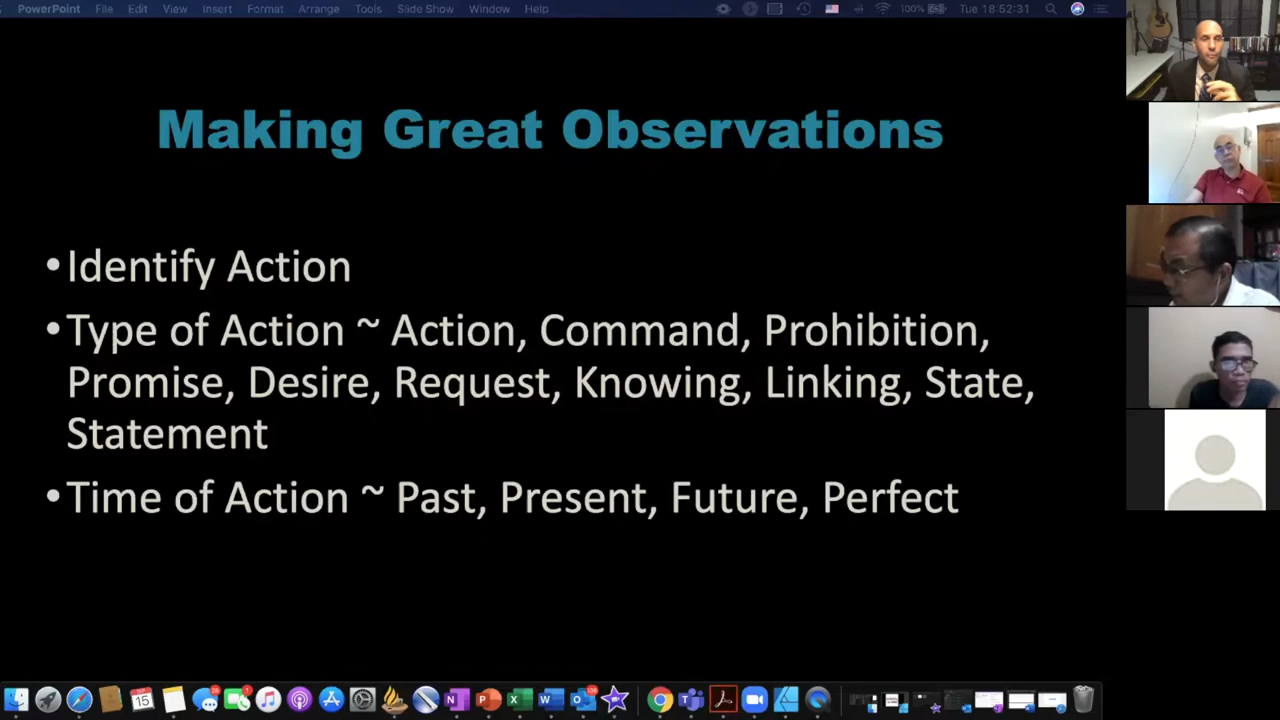 PowerPoint File Edit View Insert Format Arrange Tools Slide Show Window Help 100% Tue 18:52:31
Making Great Observations
•Identify Action
•Type of Action ~ Action, Command, Prohibition,
Promise, Desire, Request, Knowing, Linking, State,
Statement
•Time of Action ~ Past, Present, Future, Perfect
15